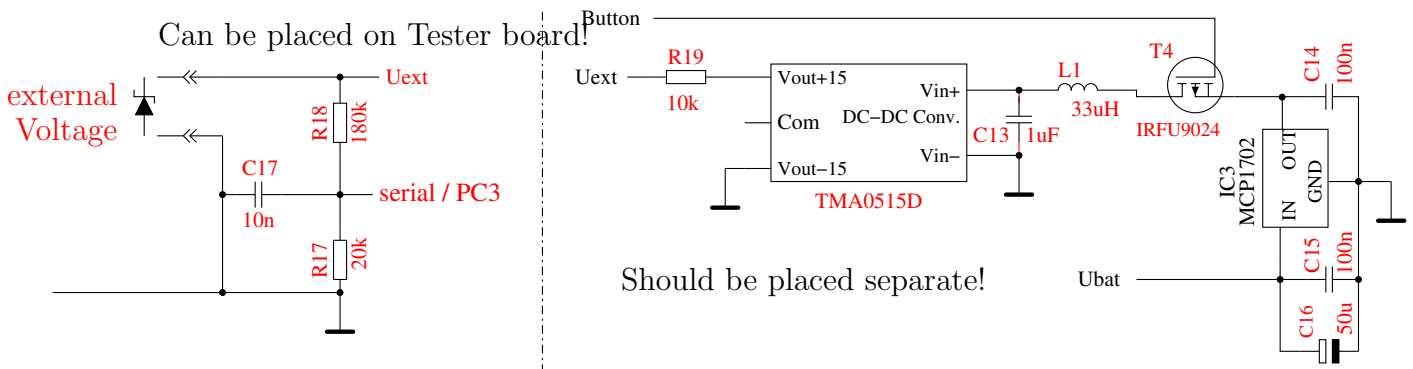 Can be placed on Tester board!
external
Voltage
Uext
R18
180k
C17
10n
serial / PC3
R17
20k
Button
T4
IRFU9024
C14
100n
Uext
R19
10k
Vout+15
Com
Vout−15
Vin+
DC−DC Conv.
Vin−
TMA0515D
C13
1uF
L1
33uH
IC3
MCP1702
OUT
GND
IN
Should be placed separate!
Ubat
C15
100n
C16
50u